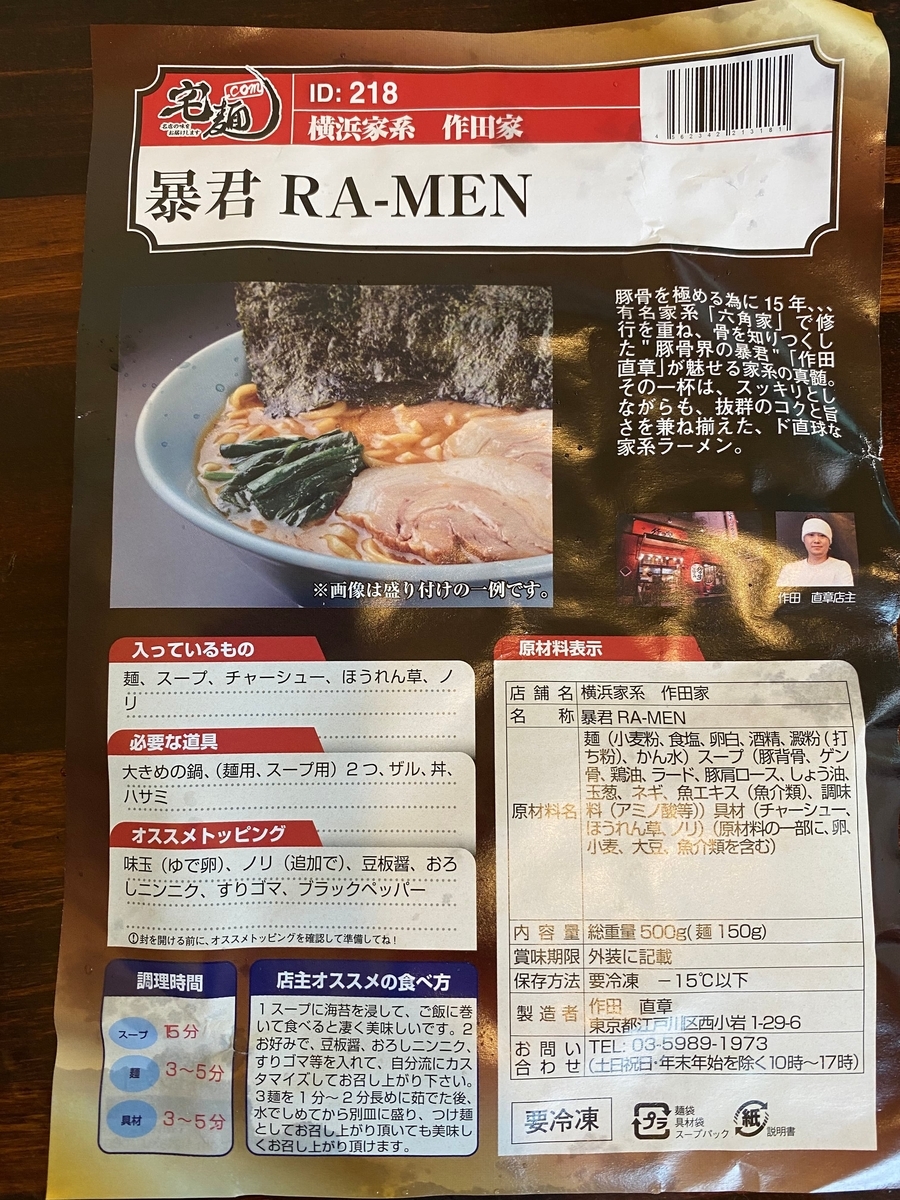 宅麺
com
名店の味を
お届けします
ID: 218
横浜家系 作田家
4 562342 213181
暴君 RA-MEN
豚骨を極める為に 15 年、、、
有名家系「六角家」で修
行を重ね、骨を知りつくし
た"豚骨界の暴君"「作田
直章」が魅せる家系の真髄。
その一杯は、スッキリとし
ながらも、抜群のコクと旨
さを兼ね揃えた、ド直球な
家系ラーメン。
※画像は盛り付けの一例です。
作田 直章店主
入っているもの
麺、スープ、チャーシュー、ほうれん草、ノ
リ
必要な道具
大きめの鍋、(麺用、スープ用) 2 つ、ザル、丼、
ハサミ
オススメトッピング
味玉 (ゆで卵)、ノリ (追加で)、豆板醤、おろ
しニンニク、すりゴマ、ブラックペッパー
①封を開ける前に、オススメトッピングを確認して準備してね!
調理時間
スープ 15分
麺 3〜5分
具材 3〜5分
店主オススメの食べ方
1 スープに海苔を浸して、ご飯に巻
いて食べると凄く美味しいです。2
お好みで、豆板醤、おろしニンニク、
すりゴマ等を入れて、自分流にカス
タマイズしてお召し上がり下さい。
3 麺を 1 分〜 2 分長めに茹でた後、
水でしめてから別皿に盛り、つけ麺
としてお召し上がり頂いても美味し
くお召し上がり頂けます。
原材料表示
店舗名 横浜家系 作田家
名称 暴君 RA-MEN
原材料名
麺 (小麦粉、食塩、卵白、酒精、澱粉 (打
ち粉)、かん水) スープ (豚背骨、ゲン
骨、鶏油、ラード、豚肩ロース、しょう油、
玉葱、ネギ、魚エキス (魚介類)、調味
料 (アミノ酸等)) 具材 (チャーシュー、
ほうれん草、ノリ) (原材料の一部に、卵、
小麦、大豆、魚介類を含む)
内容量 総重量 500g( 麺 150g)
賞味期限 外装に記載
保存方法 要冷凍 −15℃以下
製造者 作田 直章
東京都江戸川区西小岩 1-29-6
お問い合わせ TEL: 03-5989-1973
(土日祝日・年末年始を除く10時〜17時)
要冷凍
プラ
麺袋
具材袋
スープパック
紙
説明書